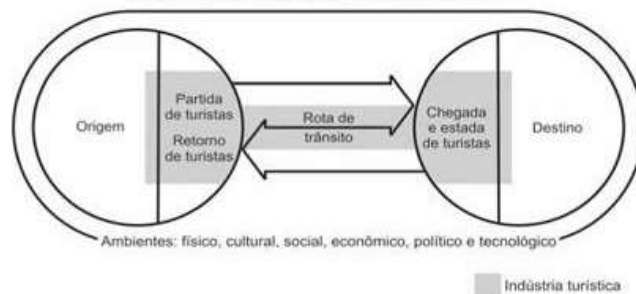 Origem
Partida
de turistas
Retorno
de turistas
Rota de
trânsito
Chegada
e estada
de turistas
Destino
Ambientes: físico, cultural, social, econômico, político e tecnológico
Indústria turística